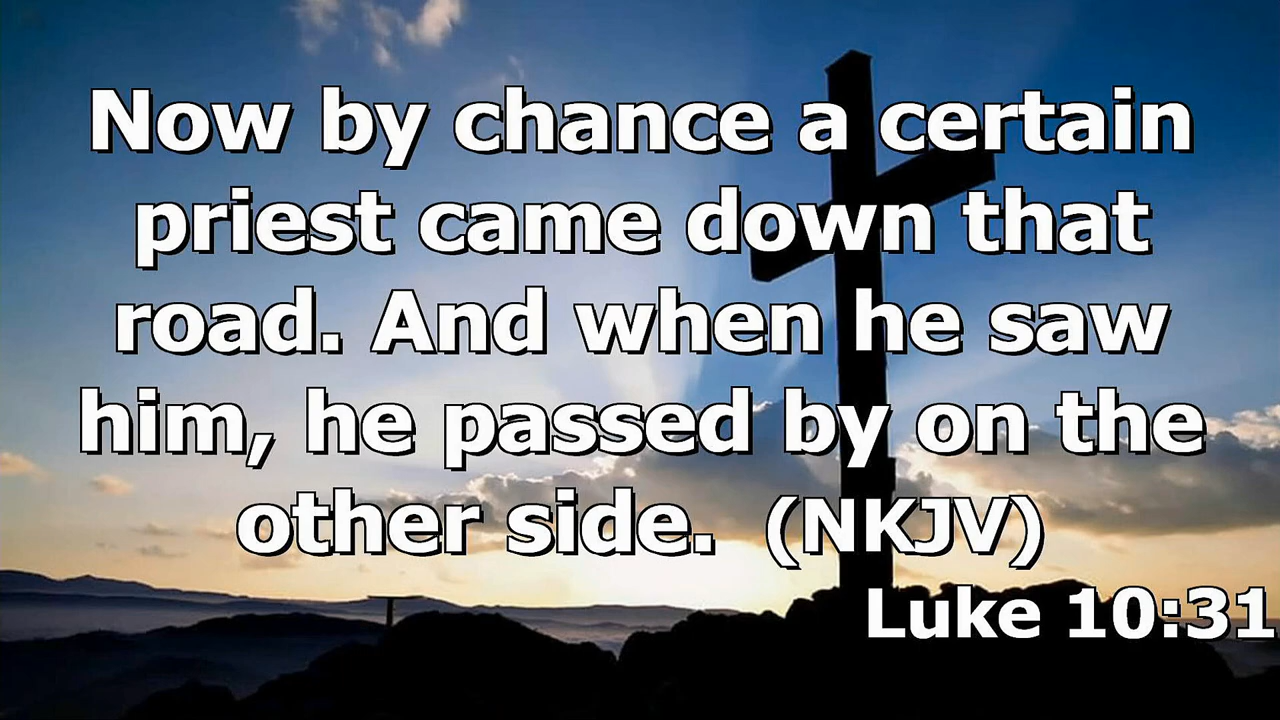 Now by chance a certain
priest came down that
road. And when he saw
him, he passed by on the
other side.  (NKJV)
Luke 10:31